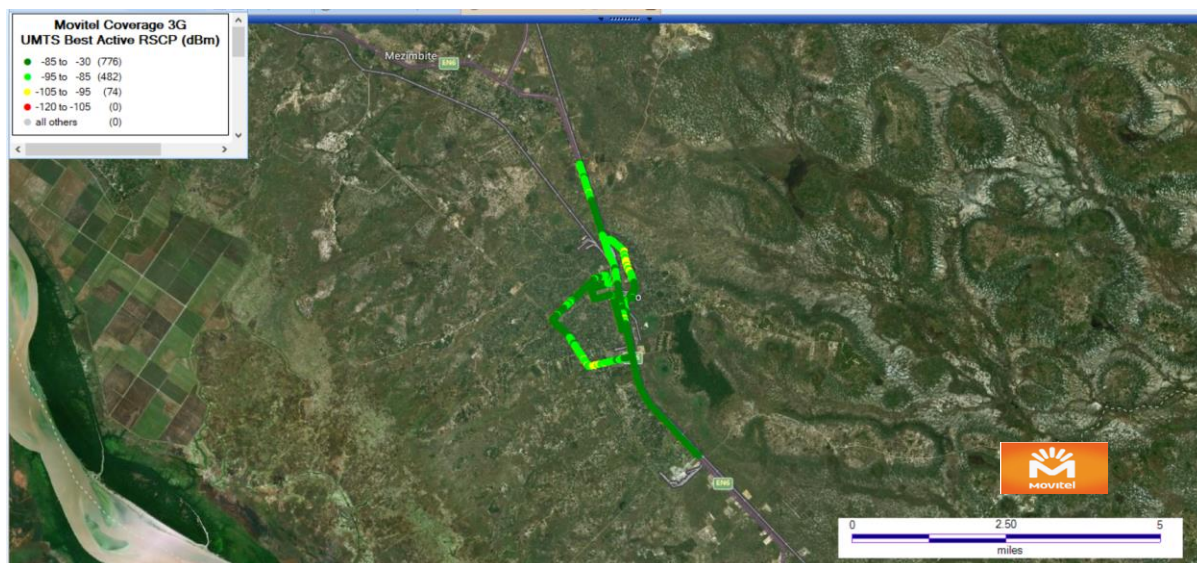 Movitel Coverage 3G
UMTS Best Active RSCP (dBm)
-85 to -30 (776)
-95 to -85 (482)
-105 to -95 (74)
-120 to -105 (0)
all others (0)
Mezimbite
EN6
EN6
MOVITEL
0 2.50 5
miles